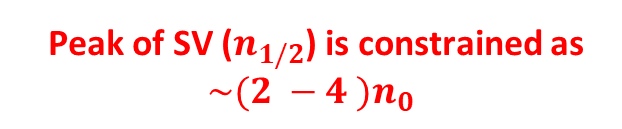 Peak of SV (n₁/₂) is constrained as
~(2 − 4 )n₀